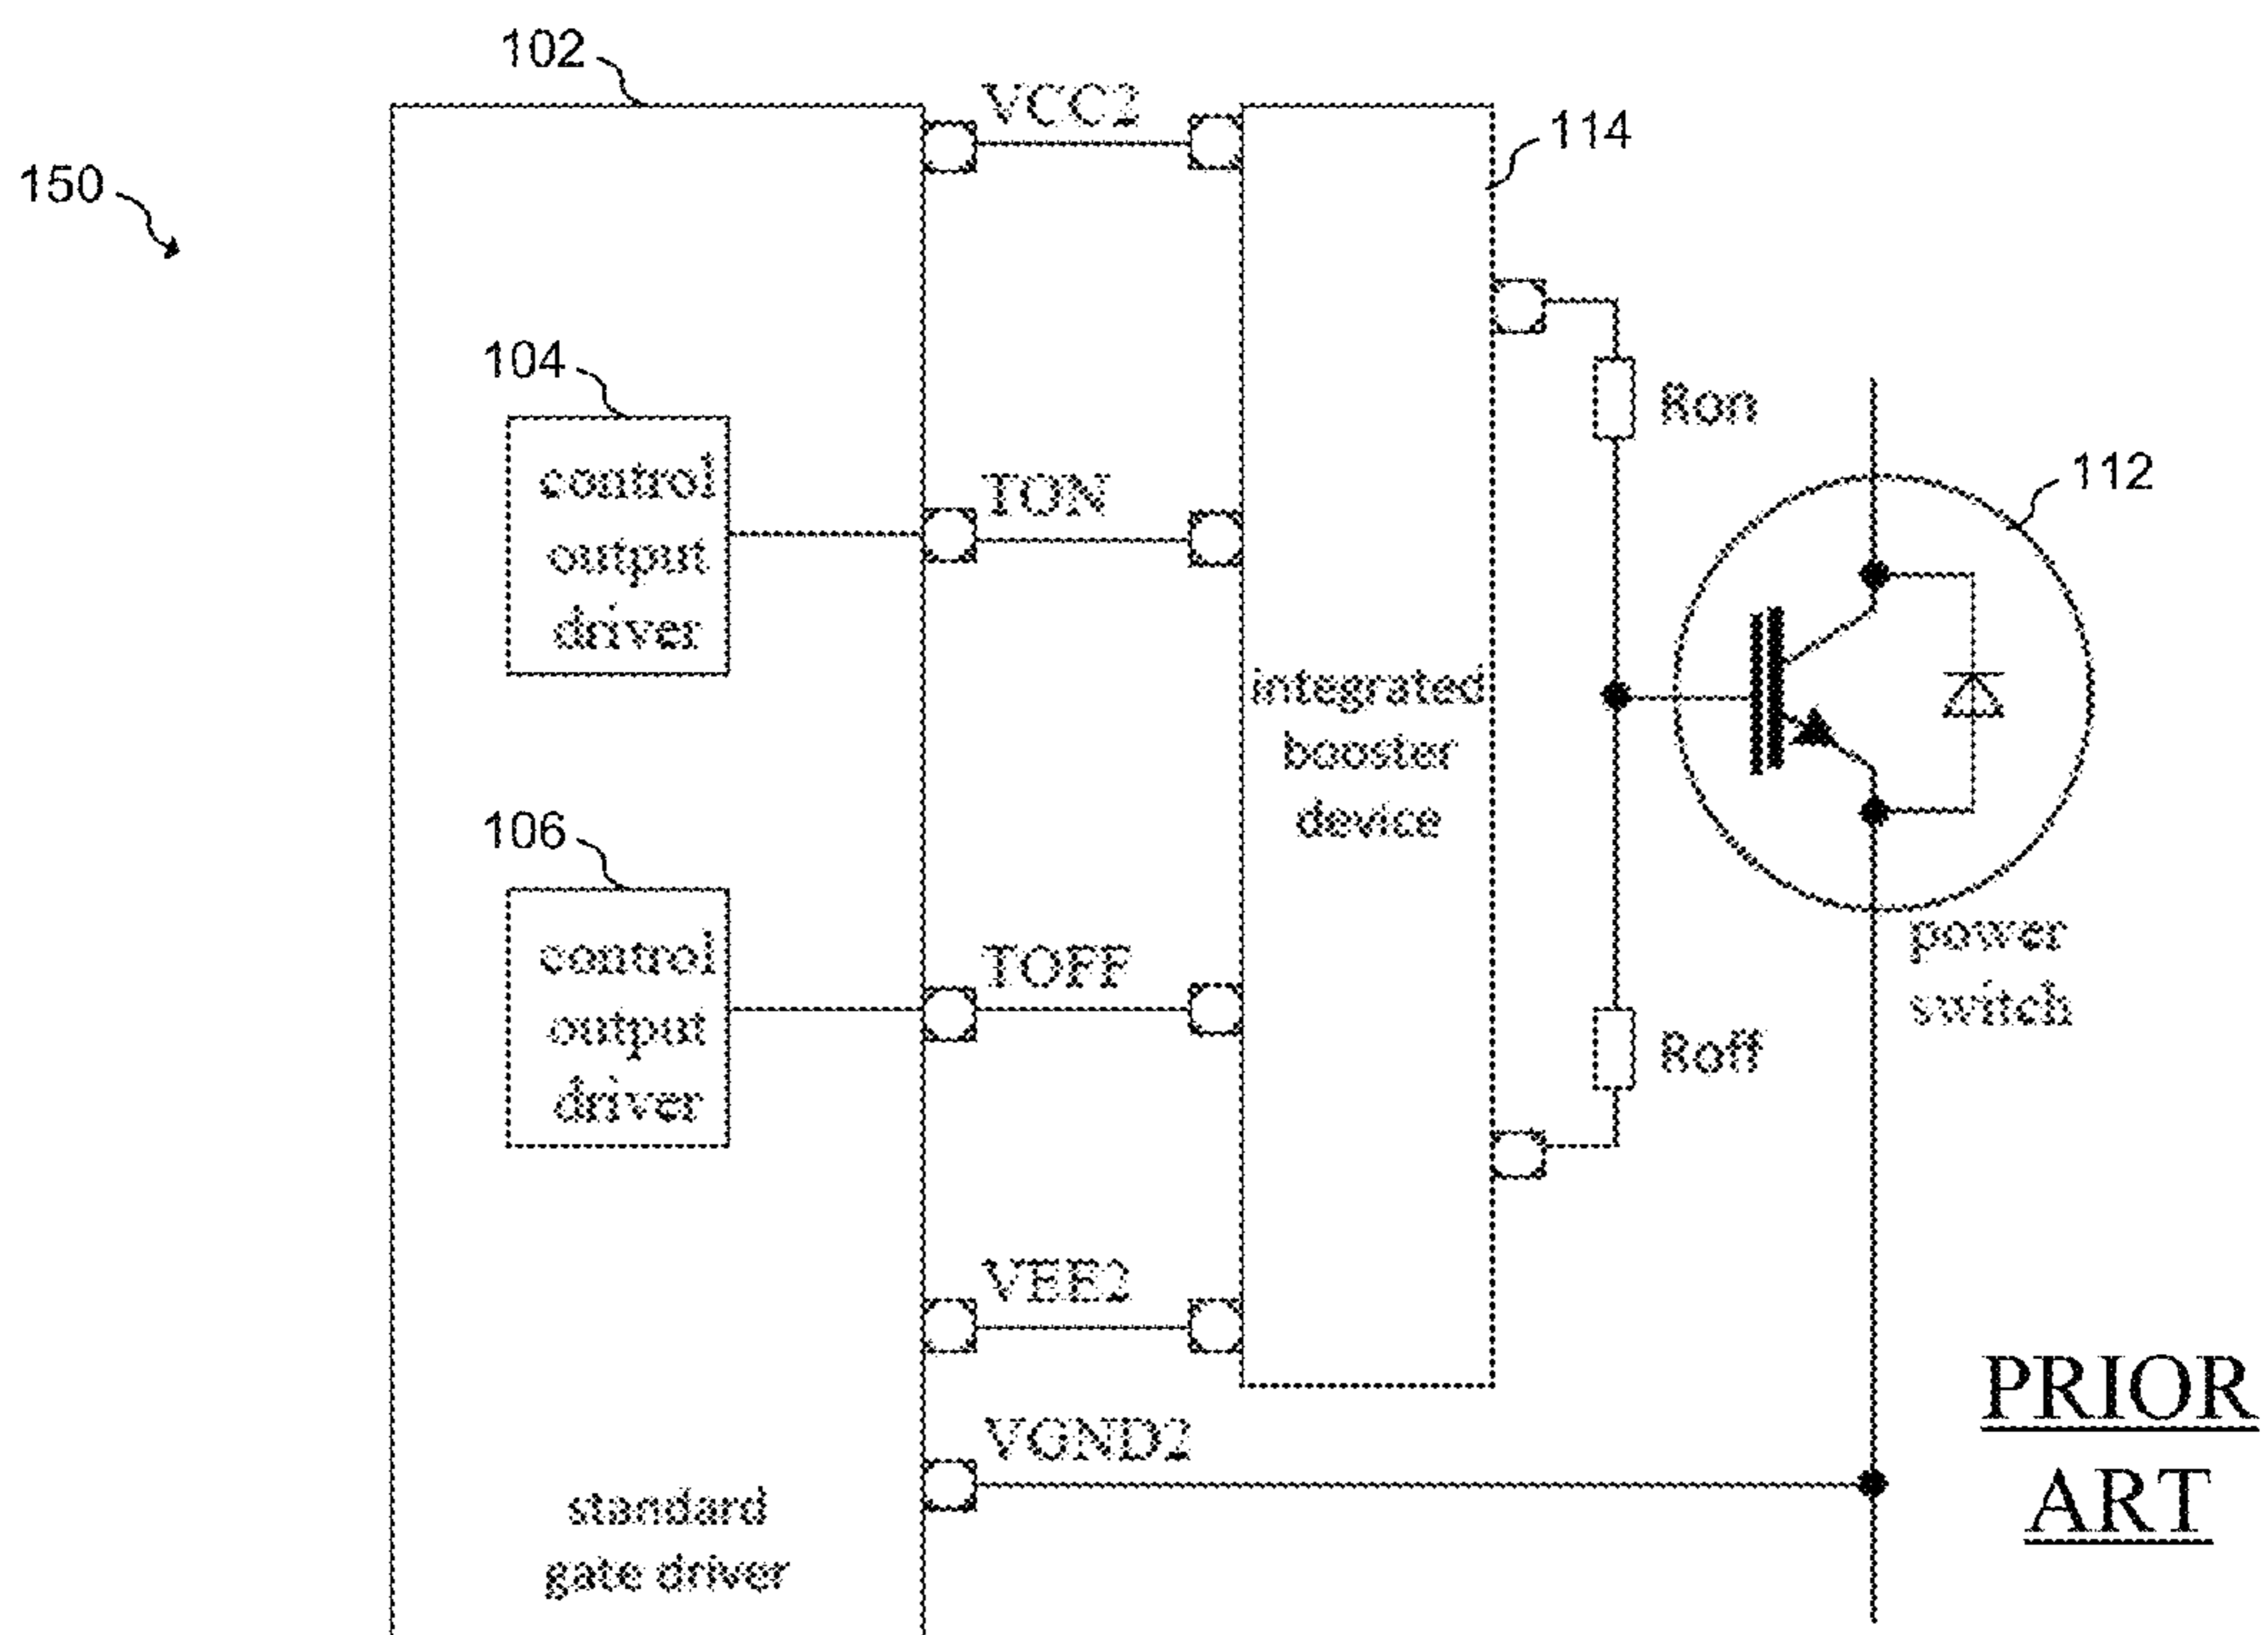 102
VCC2
114
150
104
control
output
driver
TON
Ron
112
integrated
booster
device
106
control
output
driver
TOFF
power
switch
Roff
VEE2
VGND2
standard
gate driver
PRIOR
ART